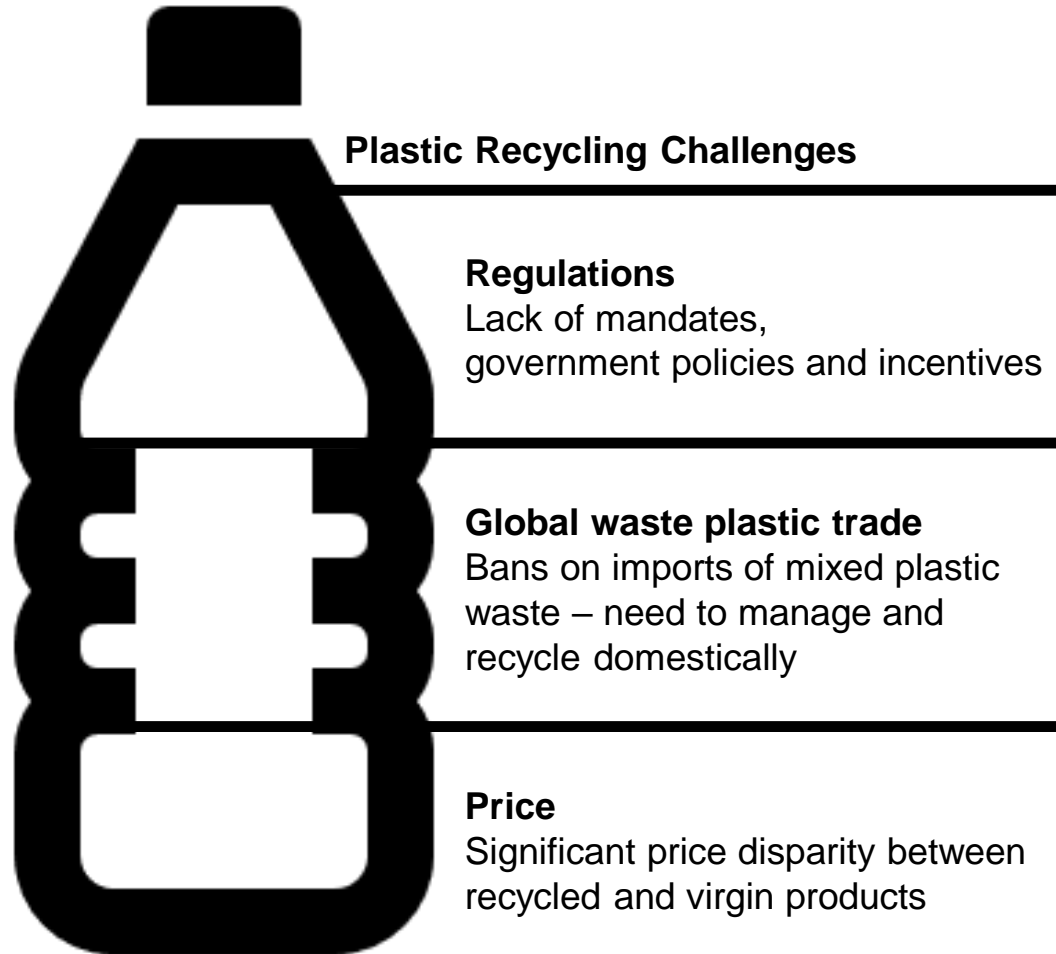 Plastic Recycling Challenges
Regulations
Lack of mandates,
government policies and incentives
Global waste plastic trade
Bans on imports of mixed plastic
waste – need to manage and
recycle domestically
Price
Significant price disparity between
recycled and virgin products